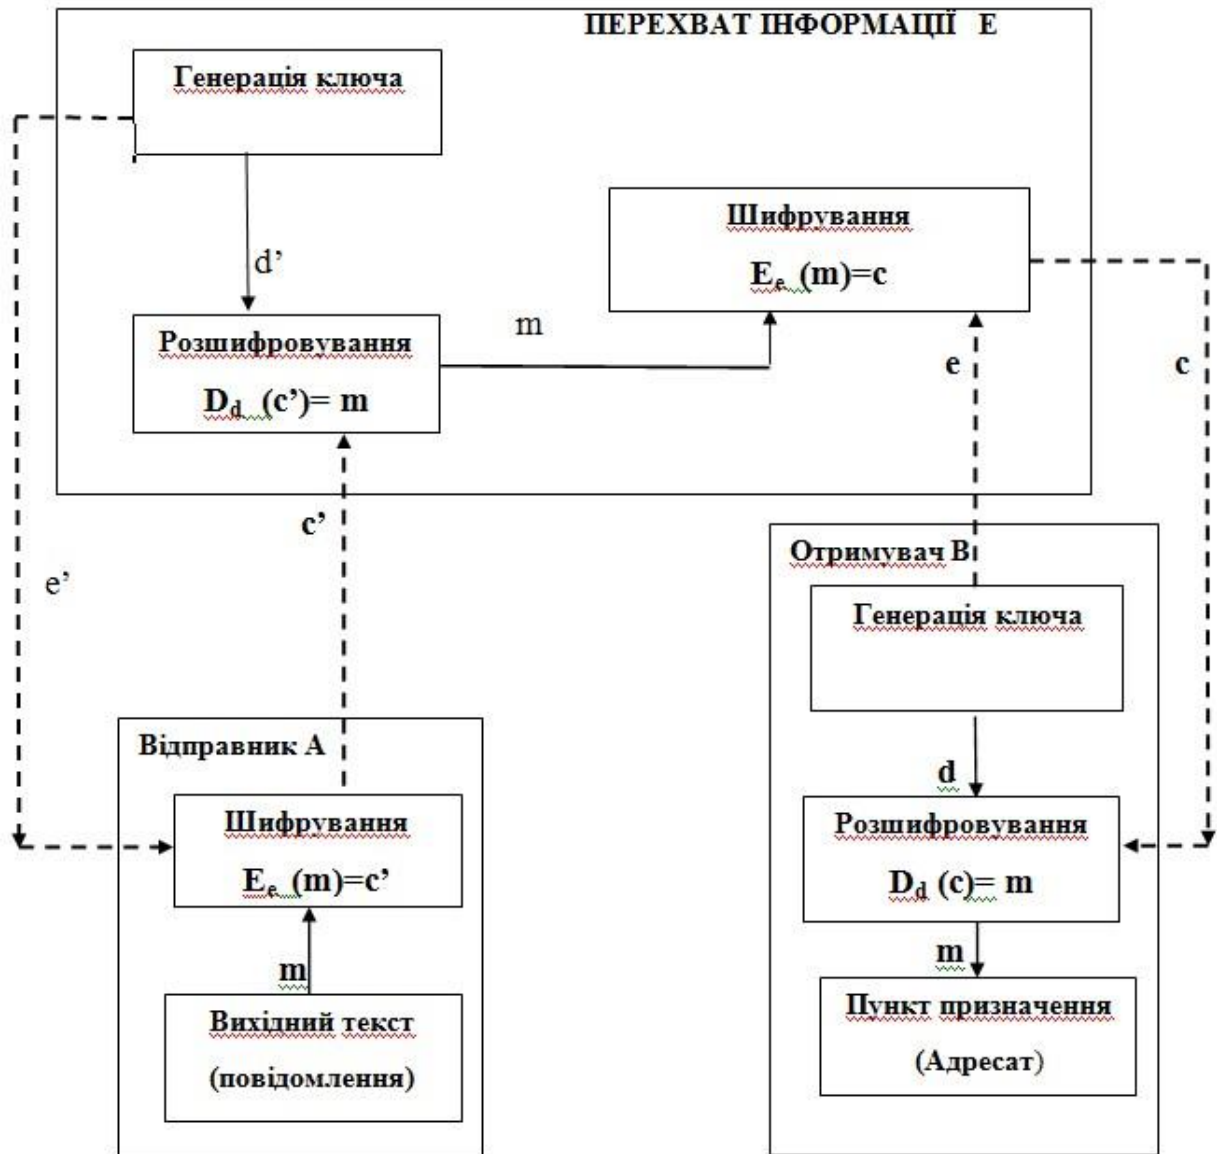 ПЕРЕХВАТ ІНФОРМАЦІЇ Е
Генерація ключа
d’
Шифрування
Eₑ (m)=c
Розшифровування
D_d (c’)= m
m
e
c
c’
e’
Отримувач В
Генерація ключа
d
Розшифровування
D_d (c)= m
m
Пункт призначення
(Адресат)
Відправник А
Шифрування
Eₑ (m)=c’
m
Вихідний текст
(повідомлення)